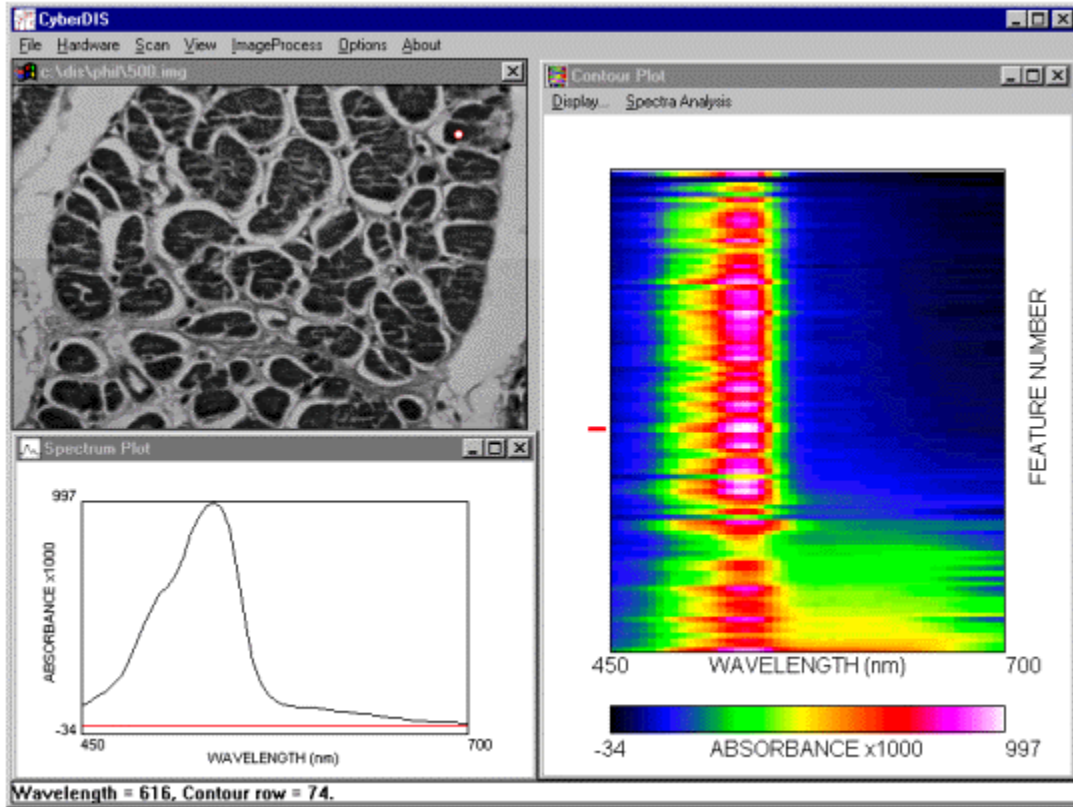 CyberDIS
File Hardware Scan View ImageProcess Options About
c:\dis\phil\500.img
Contour Plot
Display... Spectra Analysis
FEATURE NUMBER
450 WAVELENGTH (nm) 700
-34 ABSORBANCE x1000 997
Spectrum Plot
997
ABSORBANCE x1000
-34
450 700
WAVELENGTH (nm)
Wavelength = 616, Contour row = 74.